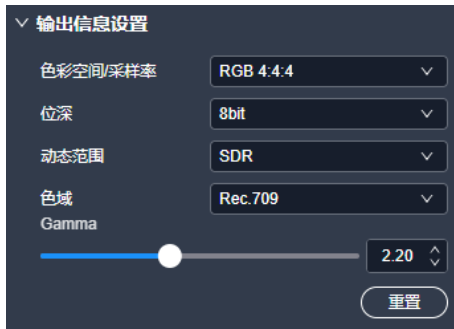 输出信息设置
色彩空间/采样率 RGB 4:4:4
位深 8bit
动态范围 SDR
色域 Rec.709
Gamma
2.20
重置